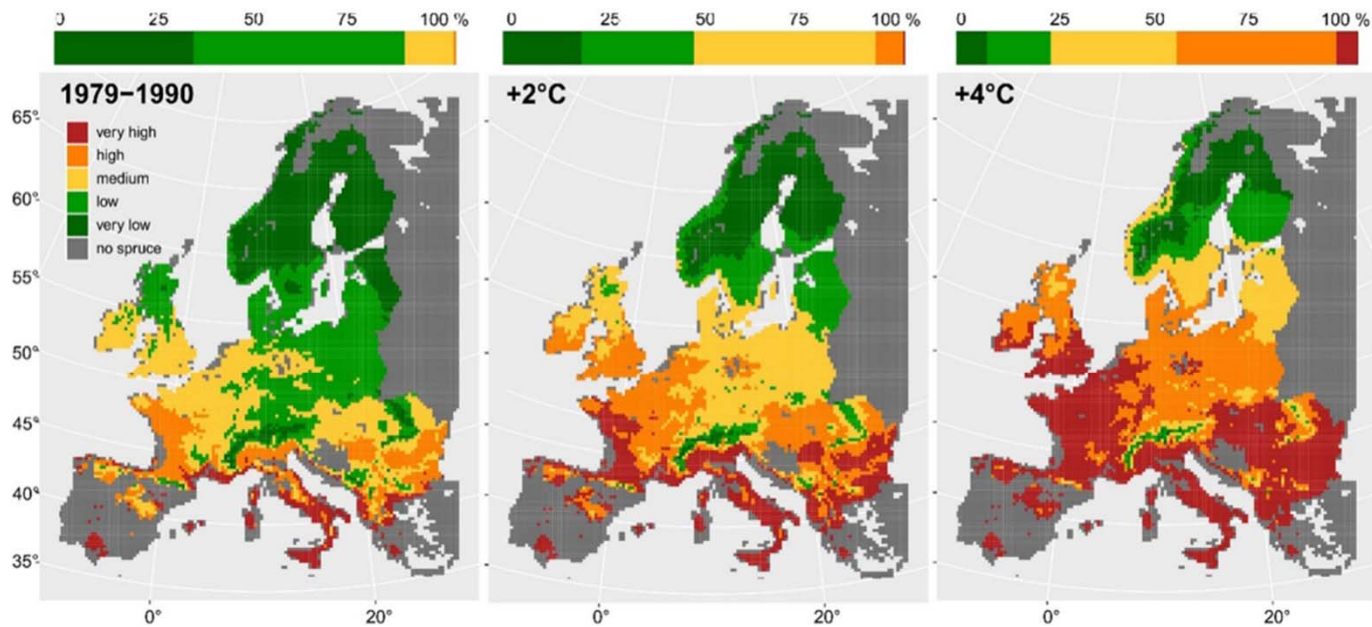 0 25 50 75 100 %
0 25 50 75 100 %
0 25 50 75 100 %
1979−1990
+2°C
+4°C
very high
high
medium
low
very low
no spruce
65°
60°
55°
50°
45°
40°
35°
0° 20°
0° 20°
0° 20°